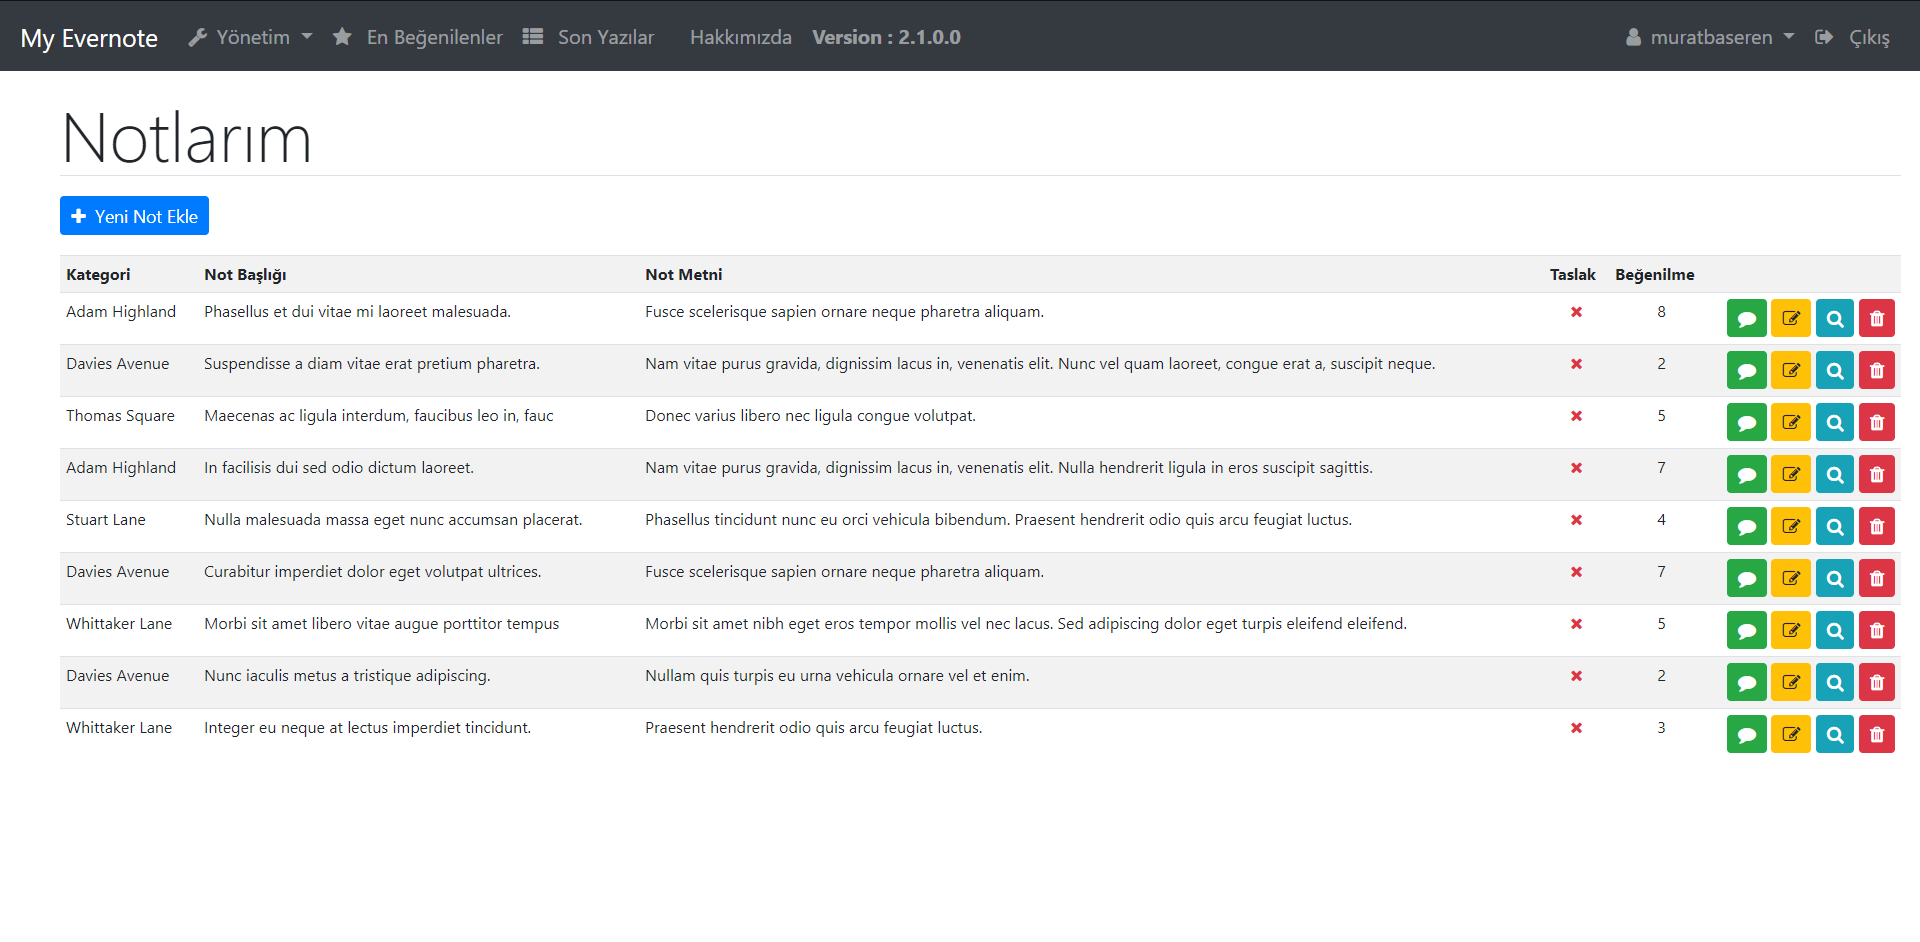 My Evernote Yönetim En Beğenilenler Son Yazılar Hakkımızda Version : 2.1.0.0 muratbaseren Çıkış
Notlarım
Yeni Not Ekle
Kategori Not Başlığı Not Metni Taslak Beğenilme
Adam Highland Phasellus et dui vitae mi laoreet malesuada. Fusce scelerisque sapien ornare neque pharetra aliquam. 8
Davies Avenue Suspendisse a diam vitae erat pretium pharetra. Nam vitae purus gravida, dignissim lacus in, venenatis elit. Nunc vel quam laoreet, congue erat a, suscipit neque. 2
Thomas Square Maecenas ac ligula interdum, faucibus leo in, fauc Donec varius libero nec ligula congue volutpat. 5
Adam Highland In facilisis dui sed odio dictum laoreet. Nam vitae purus gravida, dignissim lacus in, venenatis elit. Nulla hendrerit ligula in eros suscipit sagittis. 7
Stuart Lane Nulla malesuada massa eget nunc accumsan placerat. Phasellus tincidunt nunc eu orci vehicula bibendum. Praesent hendrerit odio quis arcu feugiat luctus. 4
Davies Avenue Curabitur imperdiet dolor eget volutpat ultrices. Fusce scelerisque sapien ornare neque pharetra aliquam. 7
Whittaker Lane Morbi sit amet libero vitae augue porttitor tempus Morbi sit amet nibh eget eros tempor mollis vel nec lacus. Sed adipiscing dolor eget turpis eleifend eleifend. 5
Davies Avenue Nunc iaculis metus a tristique adipiscing. Nullam quis turpis eu urna vehicula ornare vel et enim. 2
Whittaker Lane Integer eu neque at lectus imperdiet tincidunt. Praesent hendrerit odio quis arcu feugiat luctus. 3